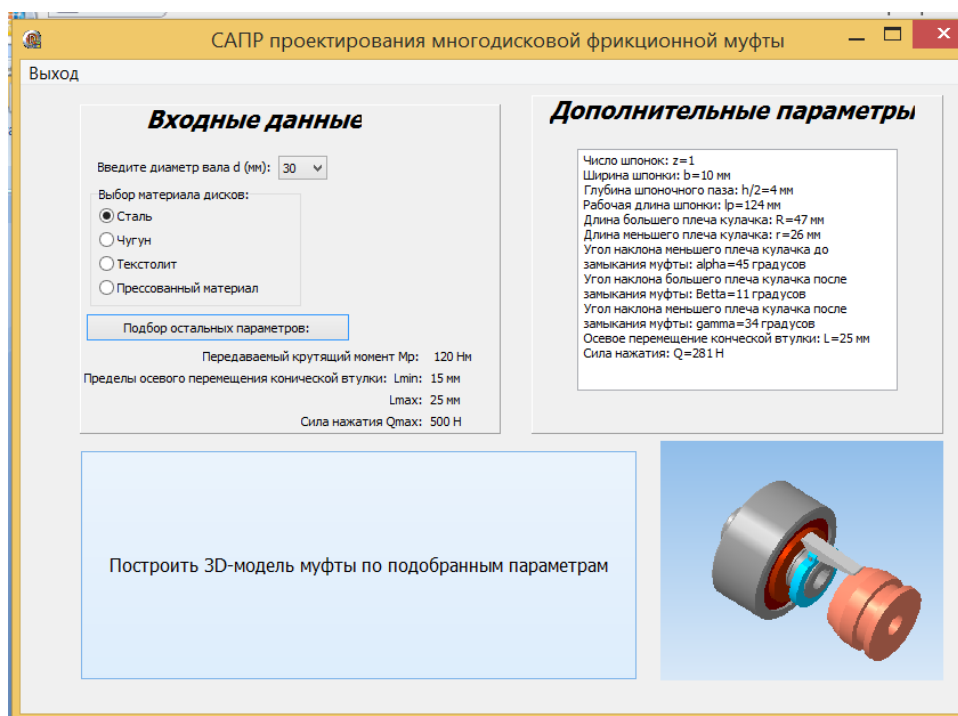 САПР проектирования многодисковой фрикционной муфты
Выход
Входные данные
Введите диаметр вала d (мм): 30
Выбор материала дисков:
Сталь
Чугун
Текстолит
Прессованный материал
Подбор остальных параметров:
Передаваемый крутящий момент Мр: 120 Нм
Пределы осевого перемещения конической втулки: Lmin: 15 мм
Lmax: 25 мм
Сила нажатия Qmax: 500 Н
Дополнительные параметры
Число шпонок: z=1
Ширина шпонки: b=10 мм
Глубина шпоночного паза: h/2=4 мм
Рабочая длина шпонки: lp=124 мм
Длина большего плеча кулачка: R=47 мм
Длина меньшего плеча кулачка: r=26 мм
Угол наклона меньшего плеча кулачка до
замыкания муфты: alpha=45 градусов
Угол наклона большего плеча кулачка после
замыкания муфты: Betta=11 градусов
Угол наклона меньшего плеча кулачка после
замыкания муфты: gamma=34 градусов
Осевое перемещение конческой втулки: L=25 мм
Сила нажатия: Q=281 Н
Построить 3D-модель муфты по подобранным параметрам